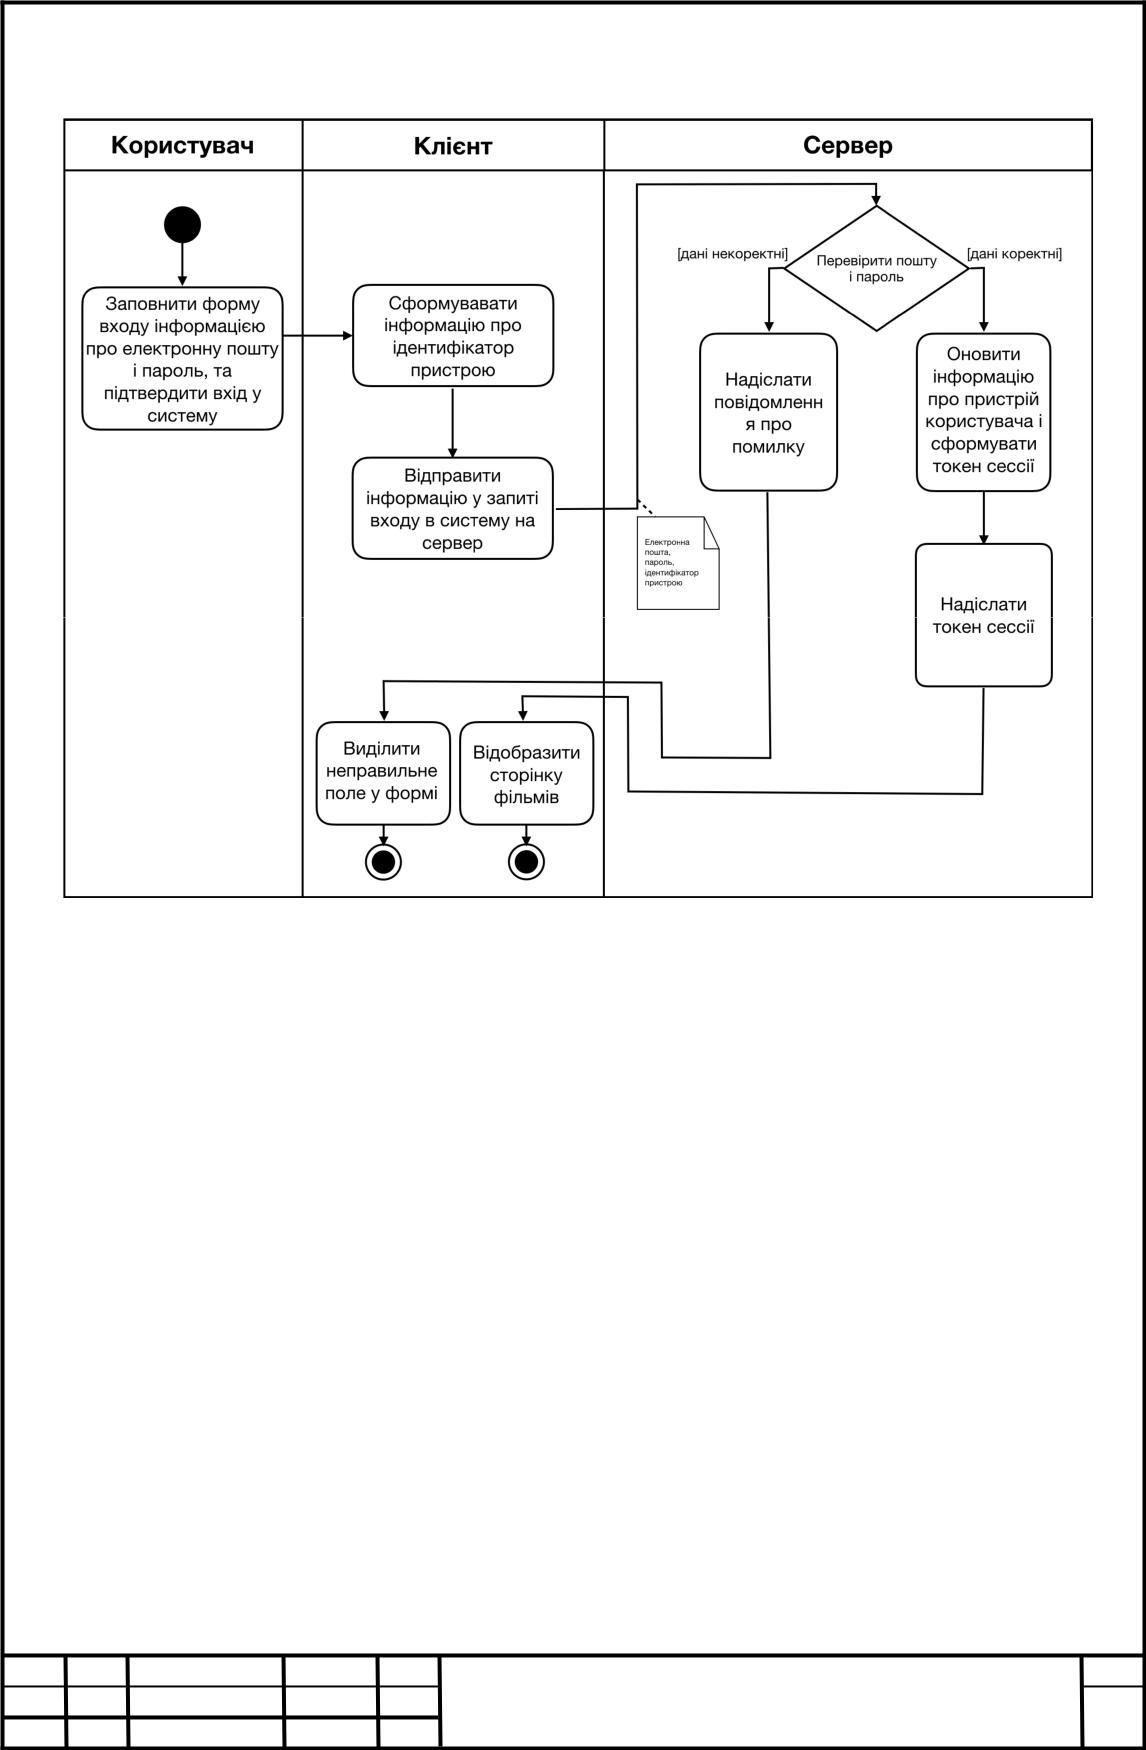 Користувач
Клієнт
Сервер
Заповнити форму
входу інформацією
про електронну пошту
і пароль, та
підтвердити вхід у
систему
Сформувавати
інформацію про
ідентифікатор
пристрою
Відправити
інформацію у запиті
входу в систему на
сервер
[дані некоректні]
Перевірити пошту
і пароль
[дані коректні]
Надіслати
повідомленн
я про
помилку
Оновити
інформацію
про пристрій
користувача і
сформувати
токен сессії
Електронна
пошта,
пароль,
ідентифікатор
пристрою
Надіслати
токен сессії
Виділити
неправильне
поле у формі
Відобразити
сторінку
фільмів